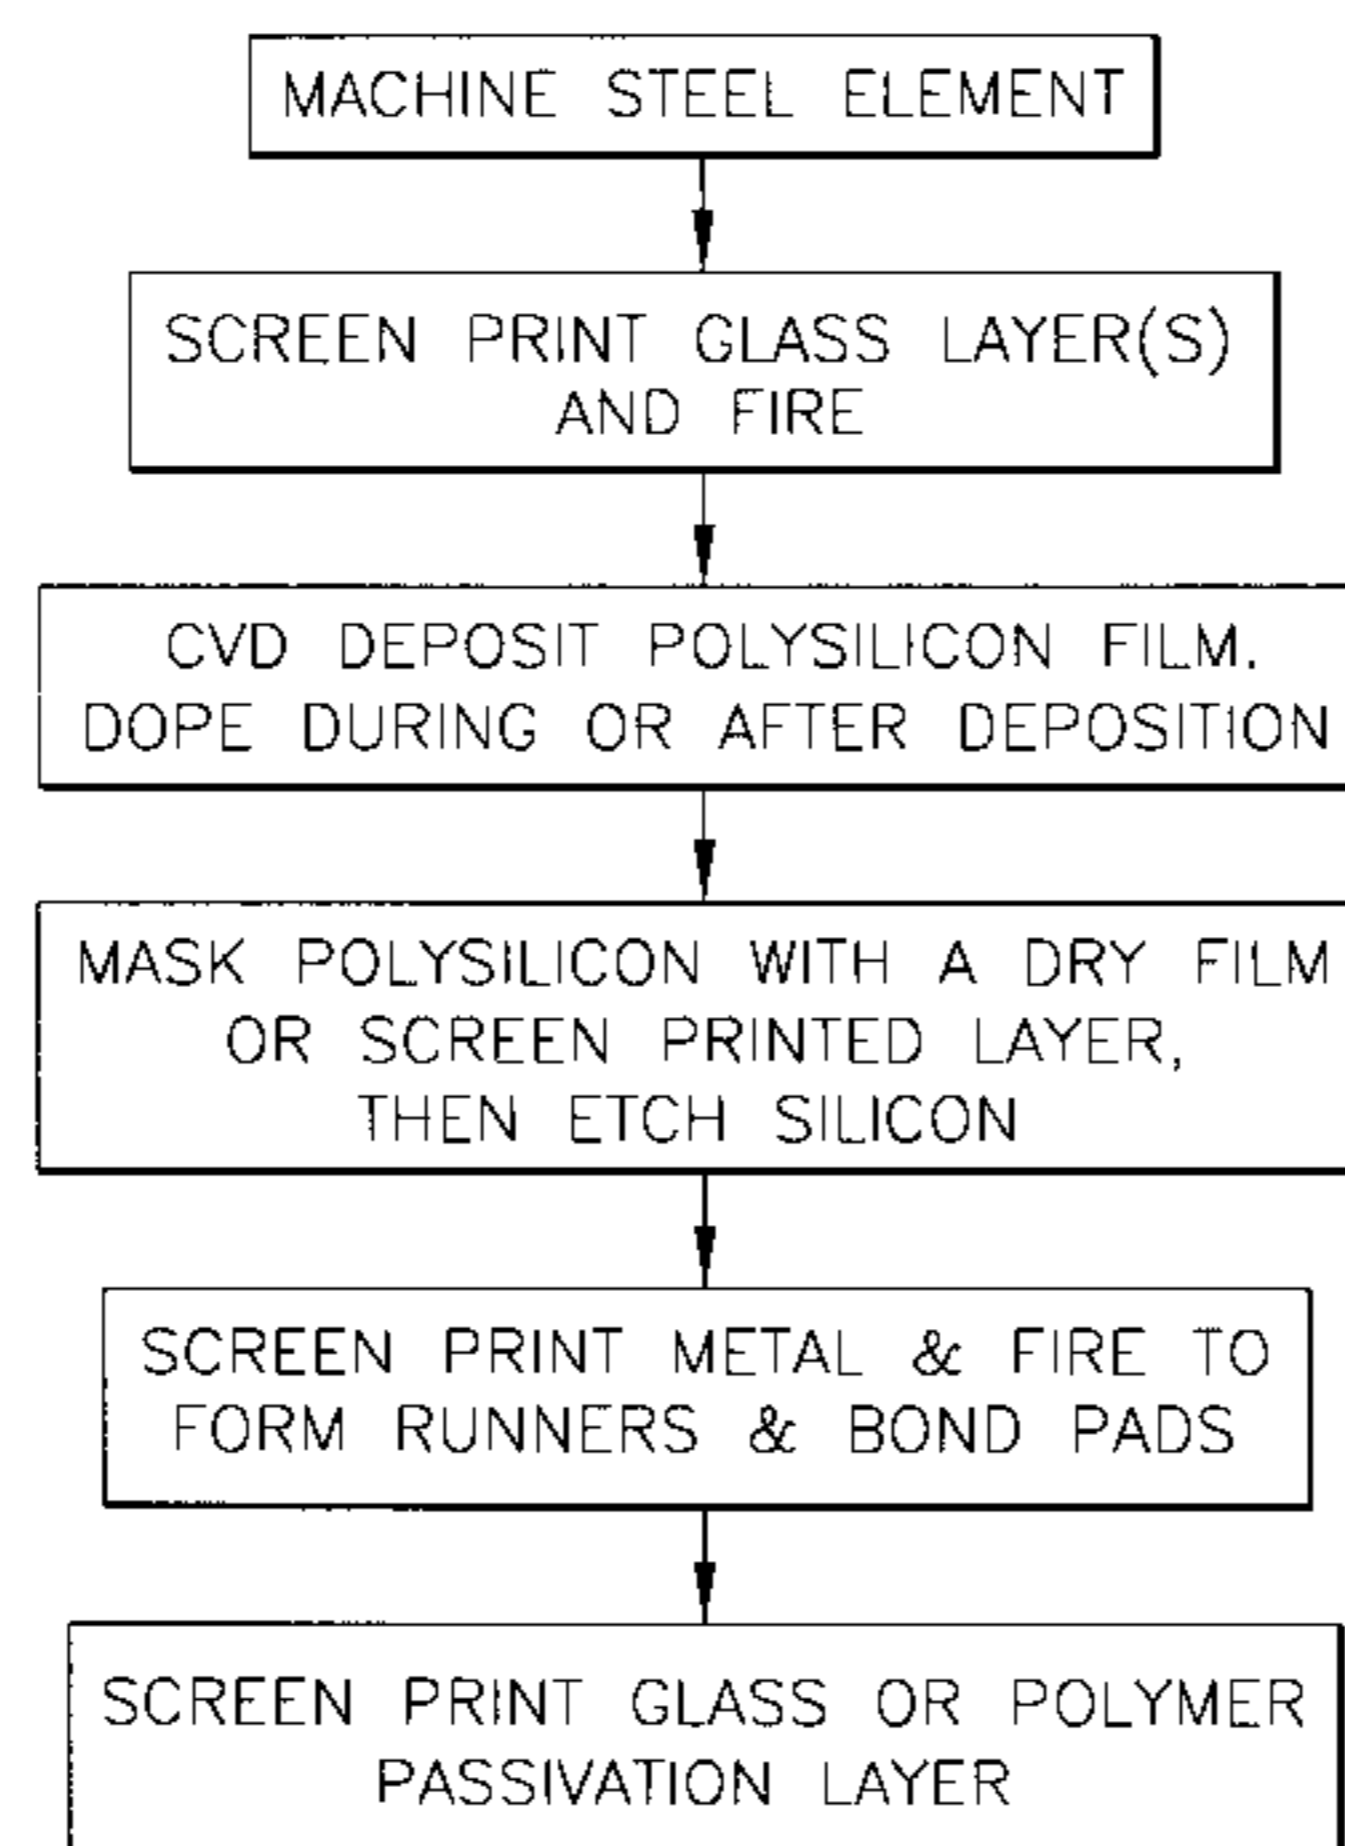 MACHINE STEEL ELEMENT
SCREEN PRINT GLASS LAYER(S)
AND FIRE
CVD DEPOSIT POLYSILICON FILM.
DOPE DURING OR AFTER DEPOSITION
MASK POLYSILICON WITH A DRY FILM
OR SCREEN PRINTED LAYER,
THEN ETCH SILICON
SCREEN PRINT METAL & FIRE TO
FORM RUNNERS & BOND PADS
SCREEN PRINT GLASS OR POLYMER
PASSIVATION LAYER